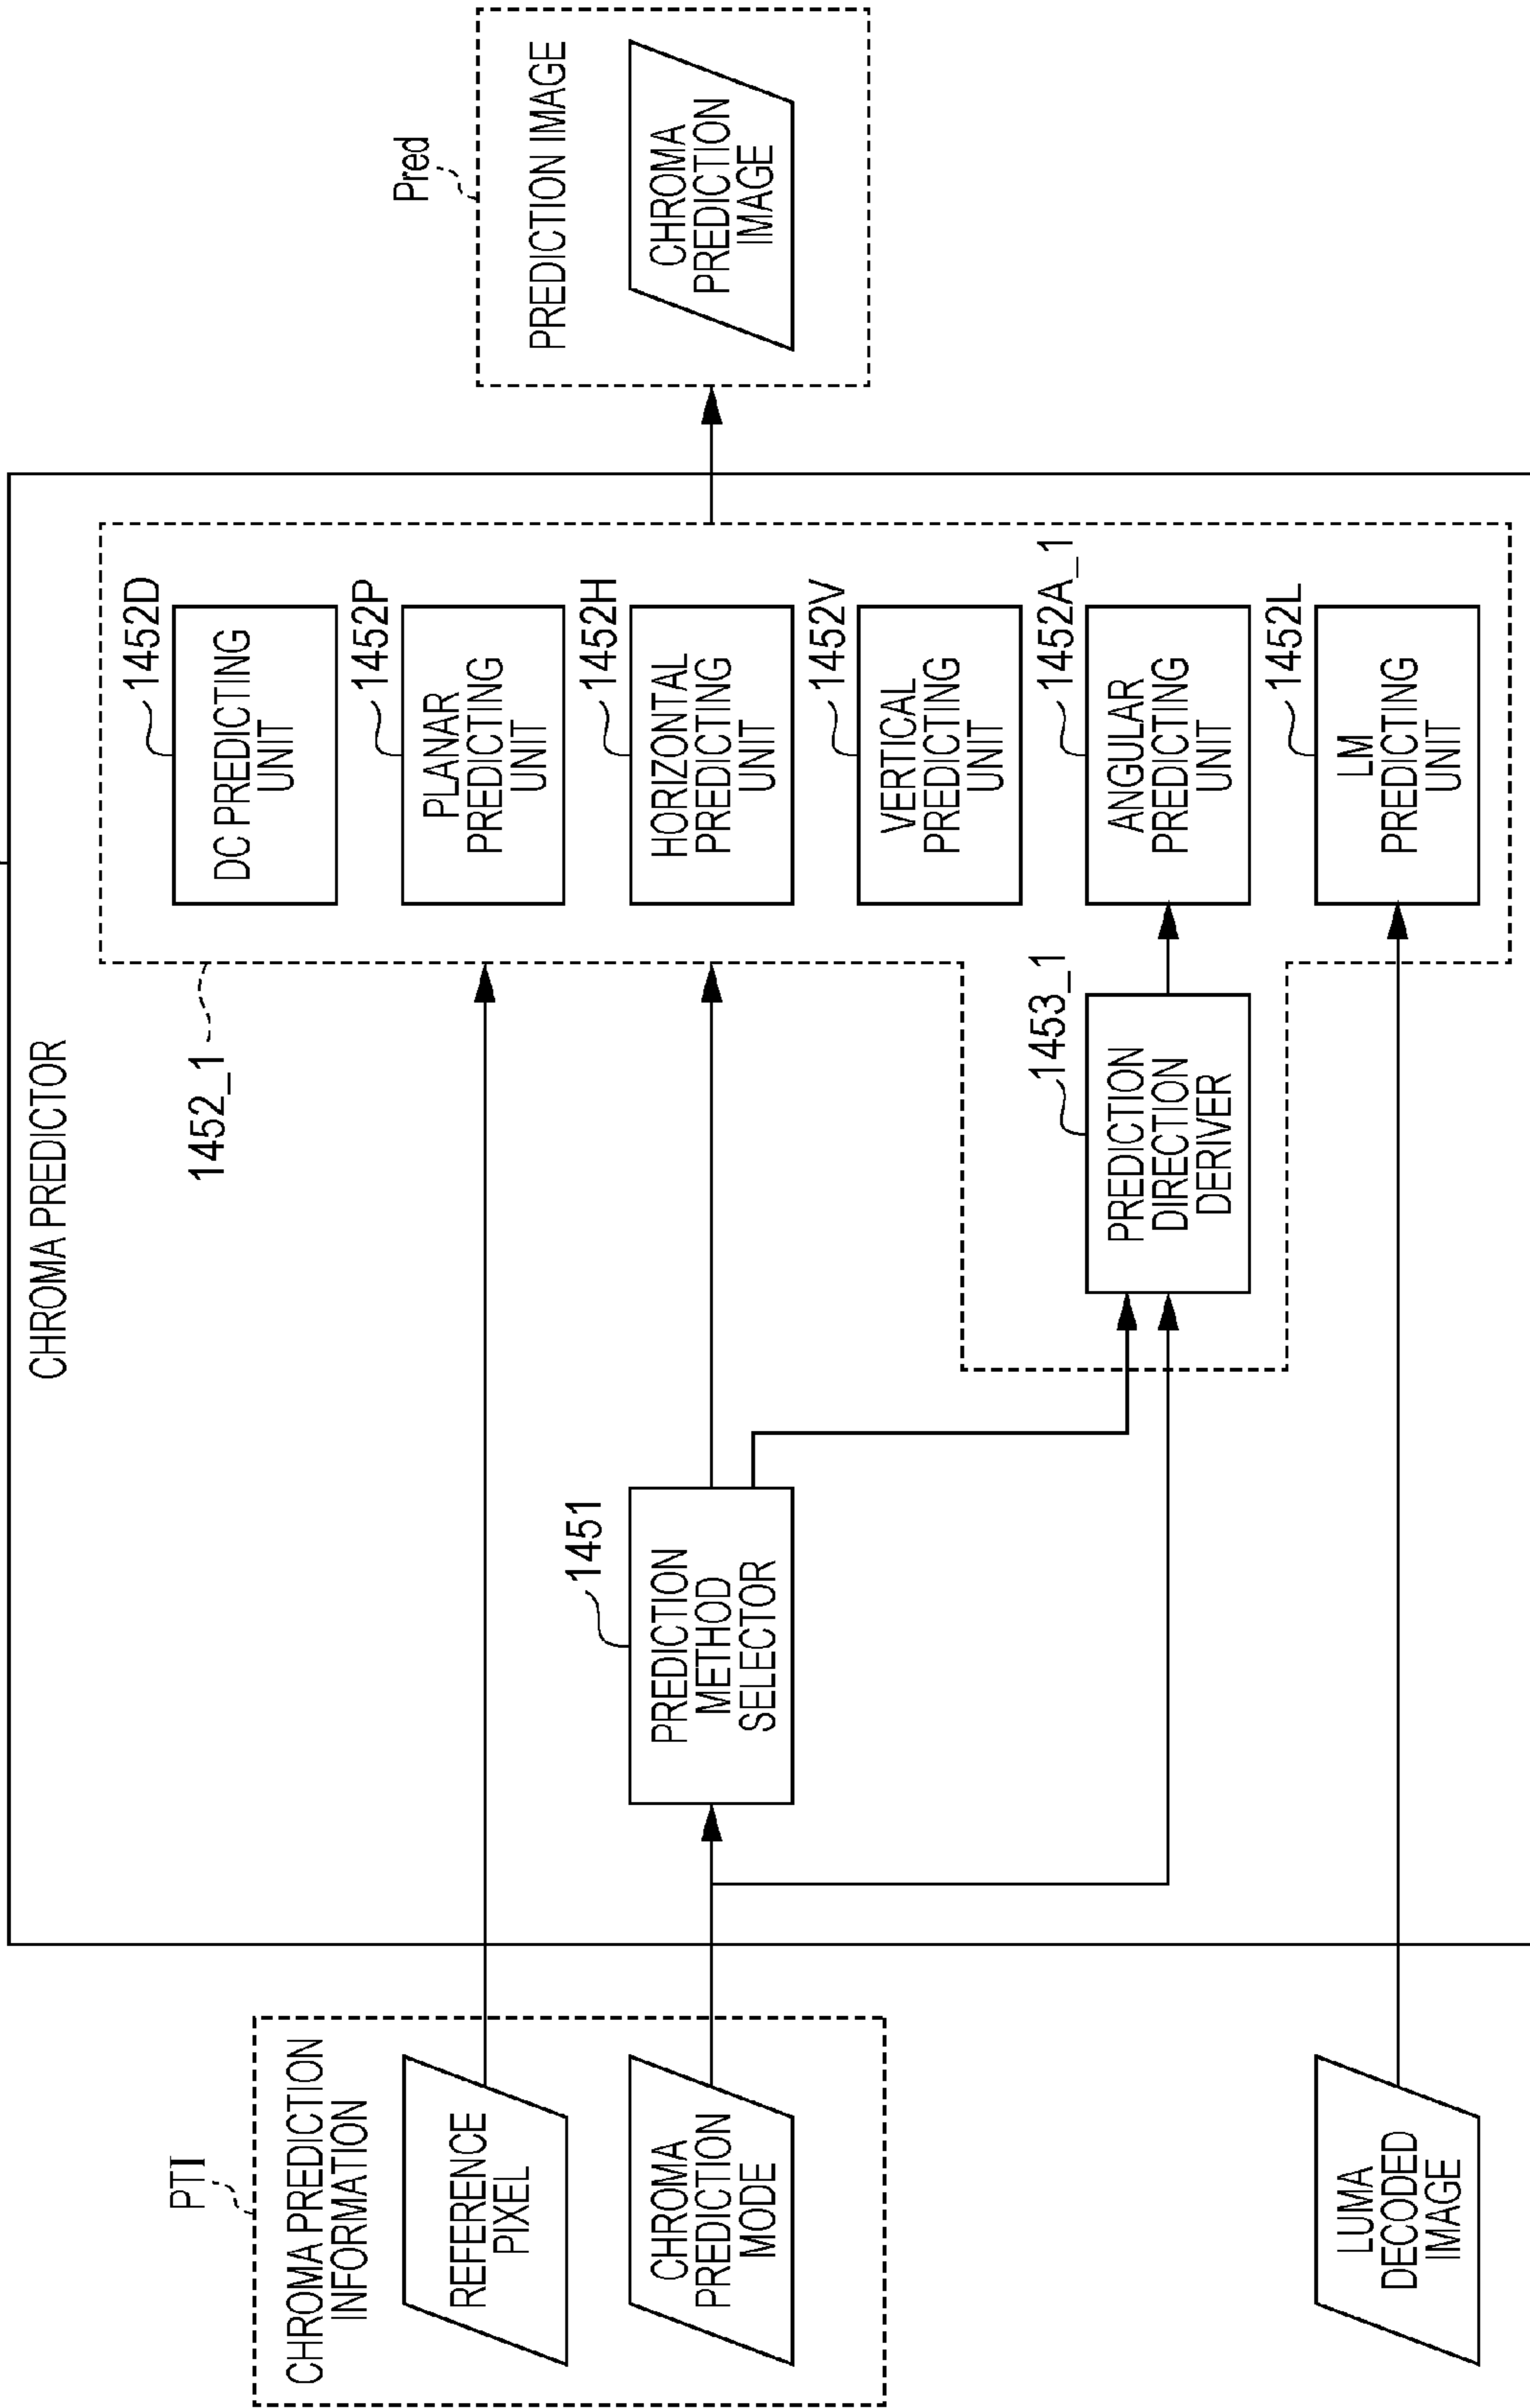 CHROMA PREDICTOR
PTI
CHROMA PREDICTION
INFORMATION
REFERENCE
PIXEL
CHROMA
PREDICTION
MODE
LUMA
DECODED
IMAGE
1451
PREDICTION
METHOD
SELECTOR
1452_1
1453_1
PREDICTION
DIRECTION
DERIVER
1452D
DC PREDICTING
UNIT
1452P
PLANAR
PREDICTING
UNIT
1452H
HORIZONTAL
PREDICTING
UNIT
1452V
VERTICAL
PREDICTING
UNIT
1452A_1
ANGULAR
PREDICTING
UNIT
1452L
LM
PREDICTING
UNIT
Pred
PREDICTION IMAGE
CHROMA
PREDICTION
IMAGE